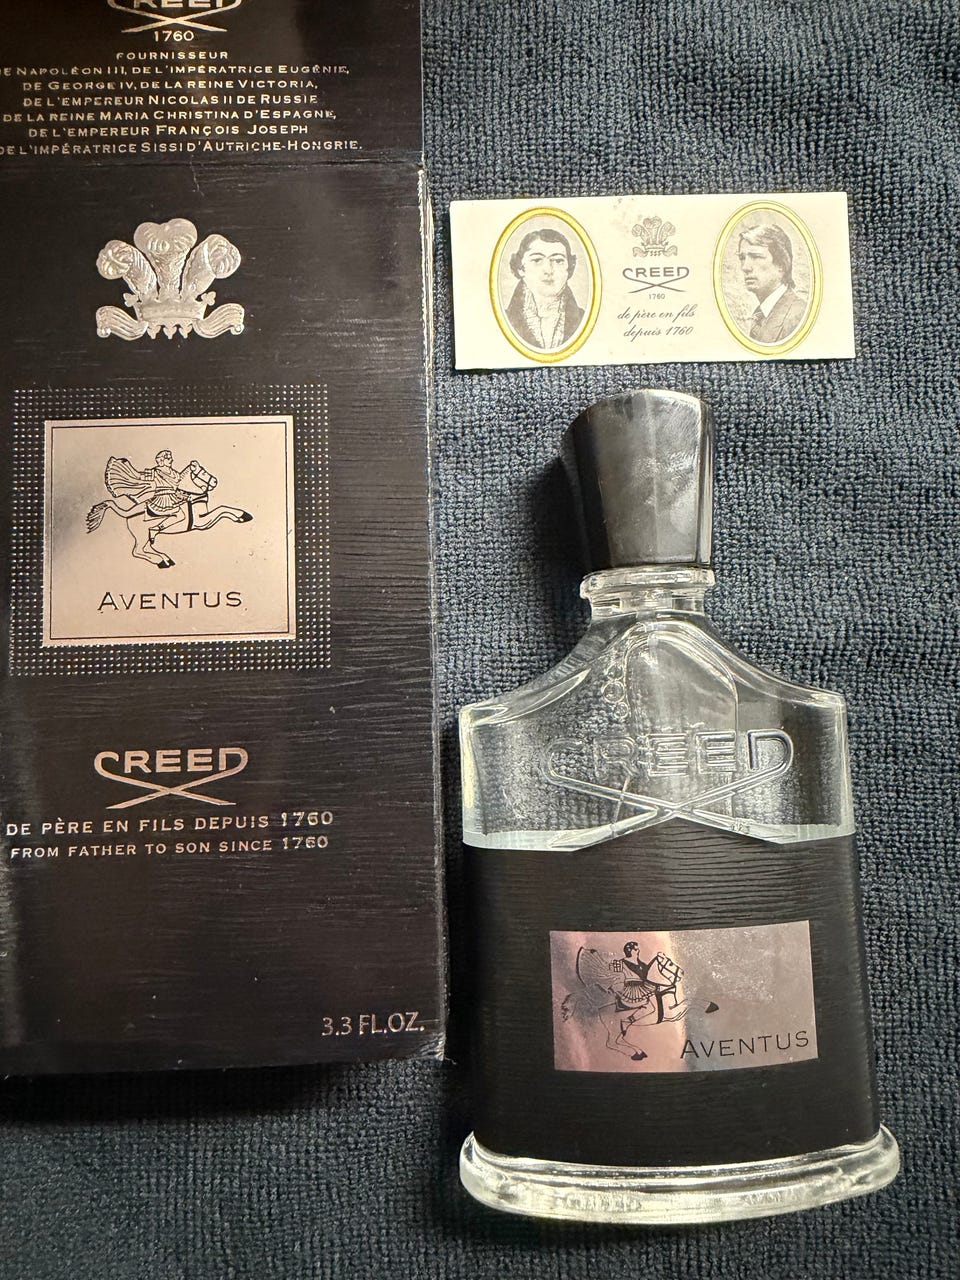 CREED
1760
FOURNISSEUR
NAPOLÉON III, DE L'IMPÉRATRICE EUGÉNIE,
DE GEORGE IV, DE LA REINE VICTORIA,
DE L'EMPEREUR NICOLAS II DE RUSSIE
DE LA REINE MARIA CHRISTINA D'ESPAGNE,
DE L'EMPEREUR FRANÇOIS JOSEPH
DE L'IMPÉRATRICE SISSI D'AUTRICHE-HONGRIE.
AVENTUS
CREED
DE PÈRE EN FILS DEPUIS 1760
FROM FATHER TO SON SINCE 1760
3.3 FL.OZ.
CREED
1760
de père en fils
depuis 1760
CREED
AVENTUS